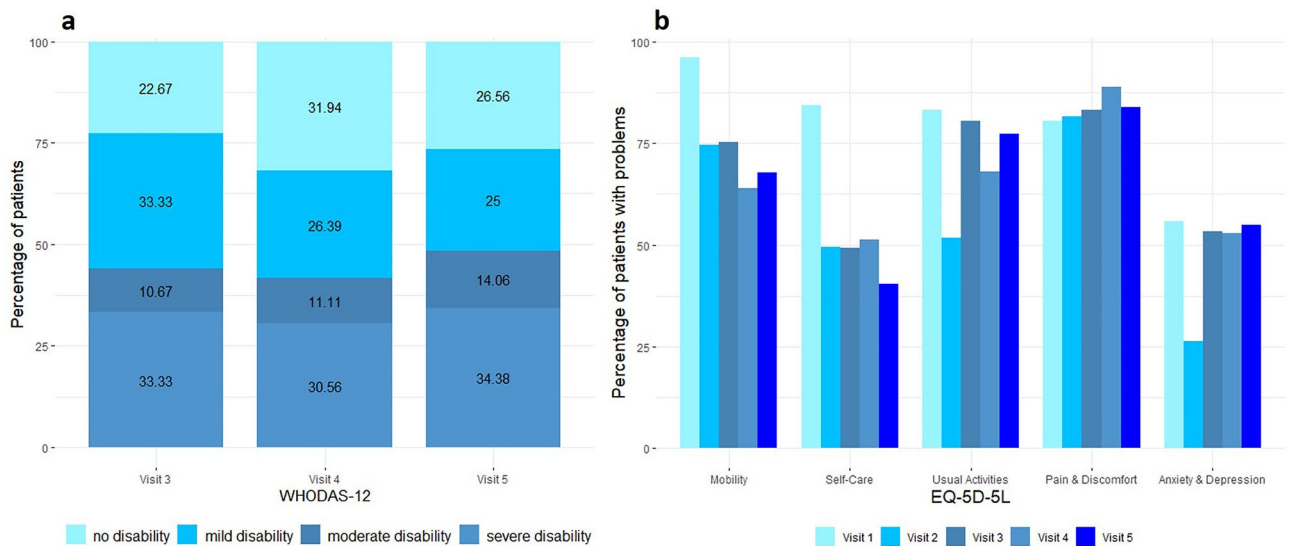 a
Percentage of patients
100
75
50
25
0
22.67
33.33
10.67
33.33
31.94
26.39
11.11
30.56
26.56
25
14.06
34.38
Visit 3
Visit 4
Visit 5
WHODAS-12
no disability
mild disability
moderate disability
severe disability
b
Percentage of patients with problems
100
75
50
25
0
Mobility
Self-Care
Usual Activities
Pain & Discomfort
Anxiety & Depression
EQ-5D-5L
Visit 1
Visit 2
Visit 3
Visit 4
Visit 5